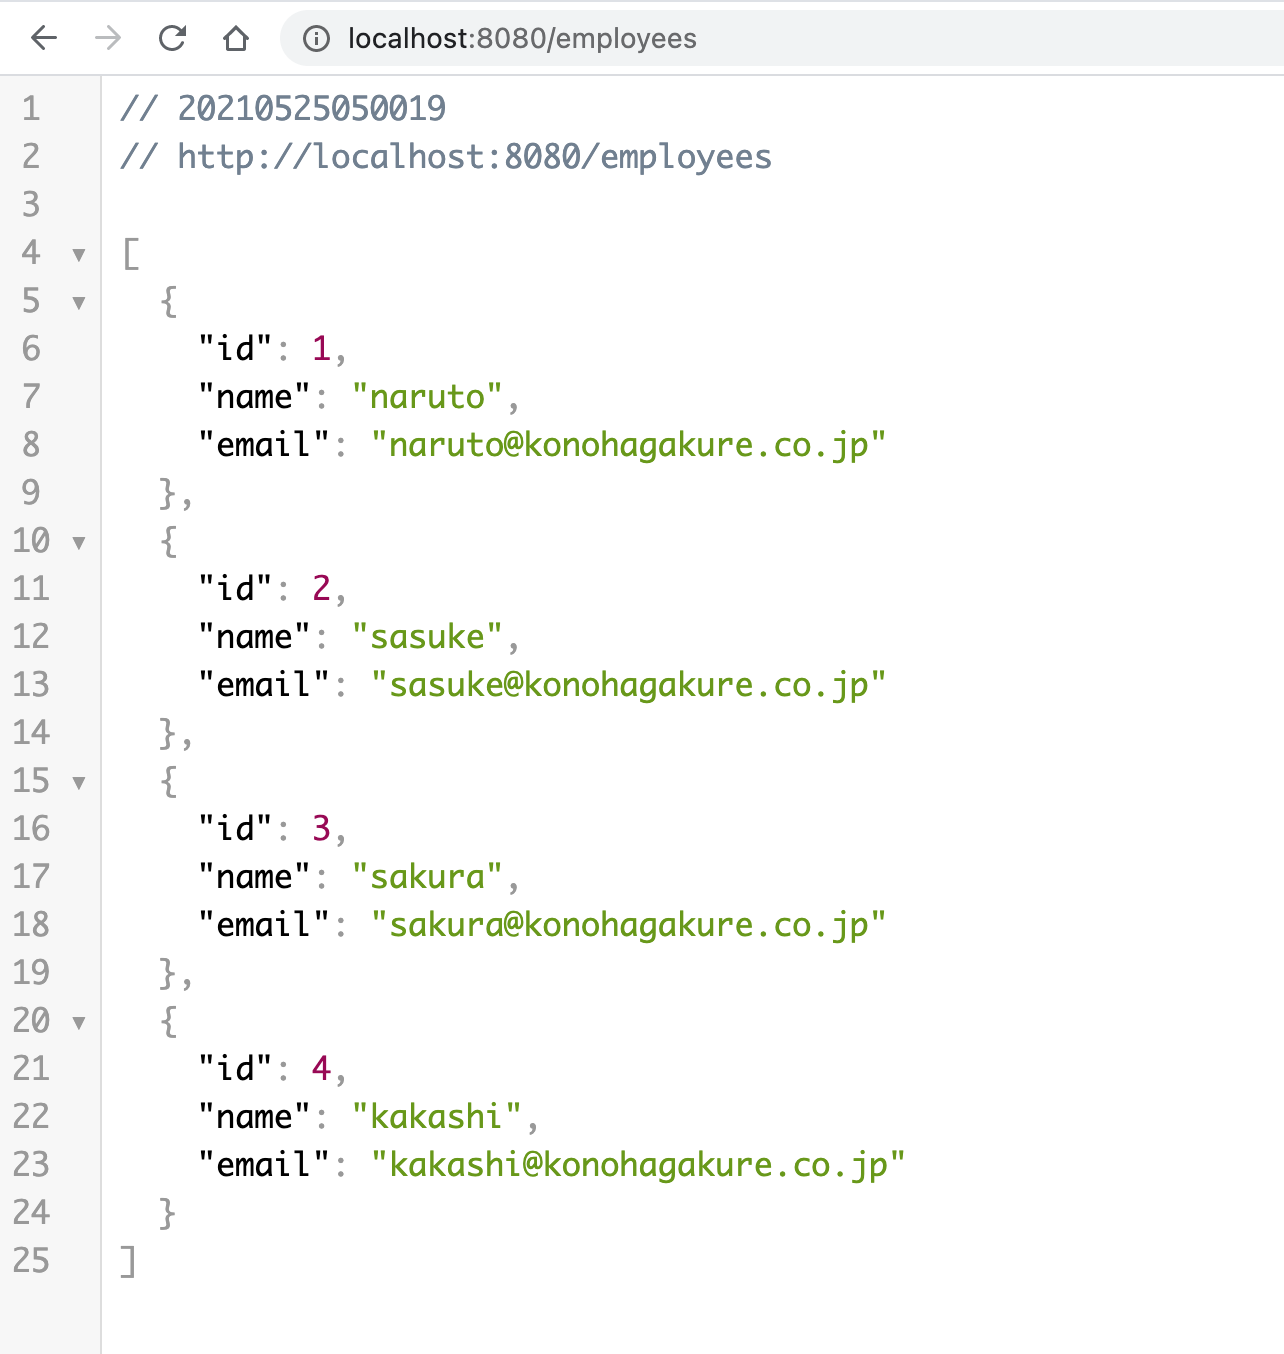 localhost:8080/employees
1 // 20210525050019
2 // http://localhost:8080/employees
3
4 ▼ [
5 ▼   {
6     "id": 1,
7     "name": "naruto",
8     "email": "naruto@konohagakure.co.jp"
9   },
10 ▼   {
11     "id": 2,
12     "name": "sasuke",
13     "email": "sasuke@konohagakure.co.jp"
14   },
15 ▼   {
16     "id": 3,
17     "name": "sakura",
18     "email": "sakura@konohagakure.co.jp"
19   },
20 ▼   {
21     "id": 4,
22     "name": "kakashi",
23     "email": "kakashi@konohagakure.co.jp"
24   }
25 ]